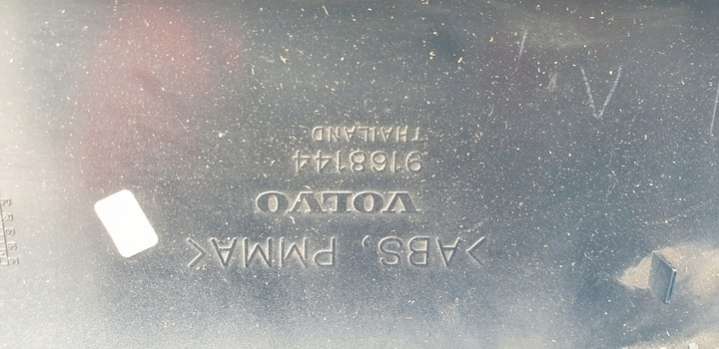 >ABS, PMMA<
VOLVO
9168144
THAILAND